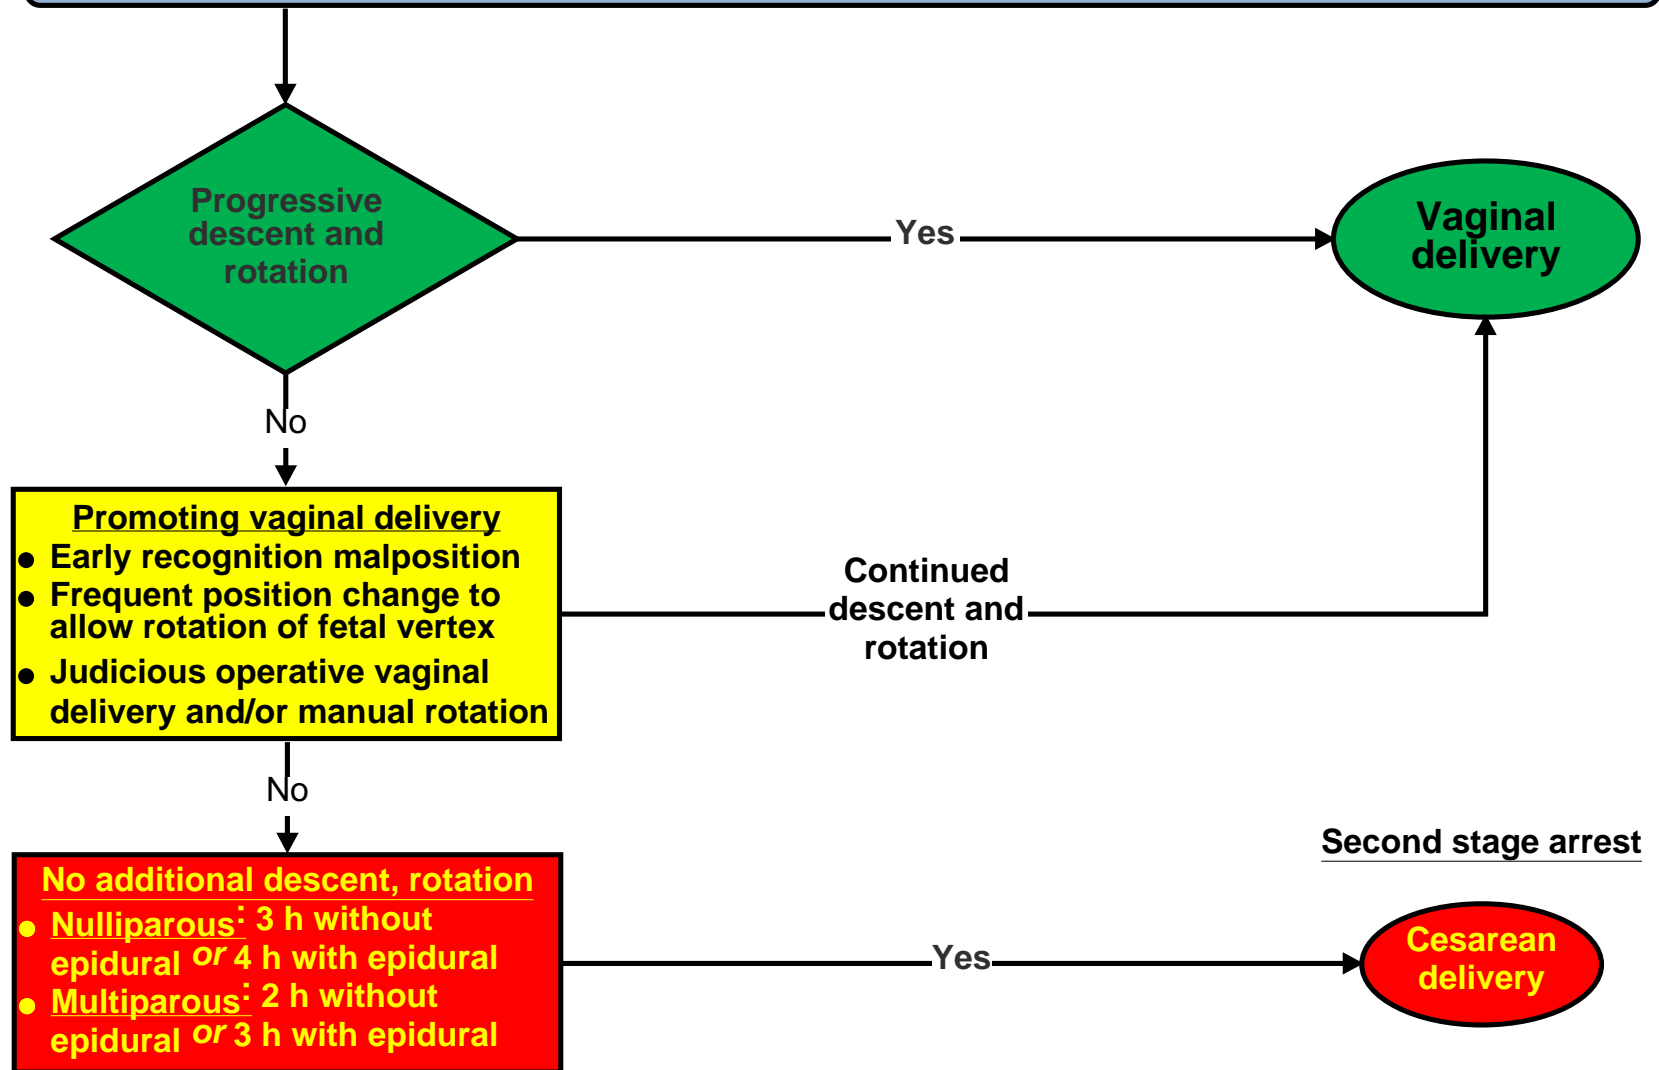 Progressive
descent and
rotation
Yes
Vaginal
delivery
No
Promoting vaginal delivery
● Early recognition malposition
● Frequent position change to
allow rotation of fetal vertex
● Judicious operative vaginal
delivery and/or manual rotation
Continued
descent and
rotation
No
No additional descent, rotation
● Nulliparous: 3 h without
epidural or 4 h with epidural
● Multiparous: 2 h without
epidural or 3 h with epidural
Yes
Second stage arrest
Cesarean
delivery